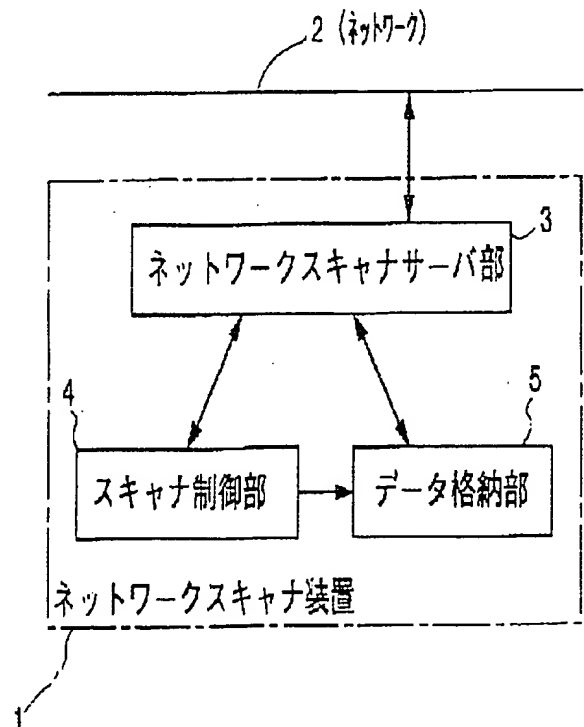 2 (ネットワーク)
3
ネットワークスキャナサーバ部
4
5
スキャナ制御部
データ格納部
ネットワークスキャナ装置
1